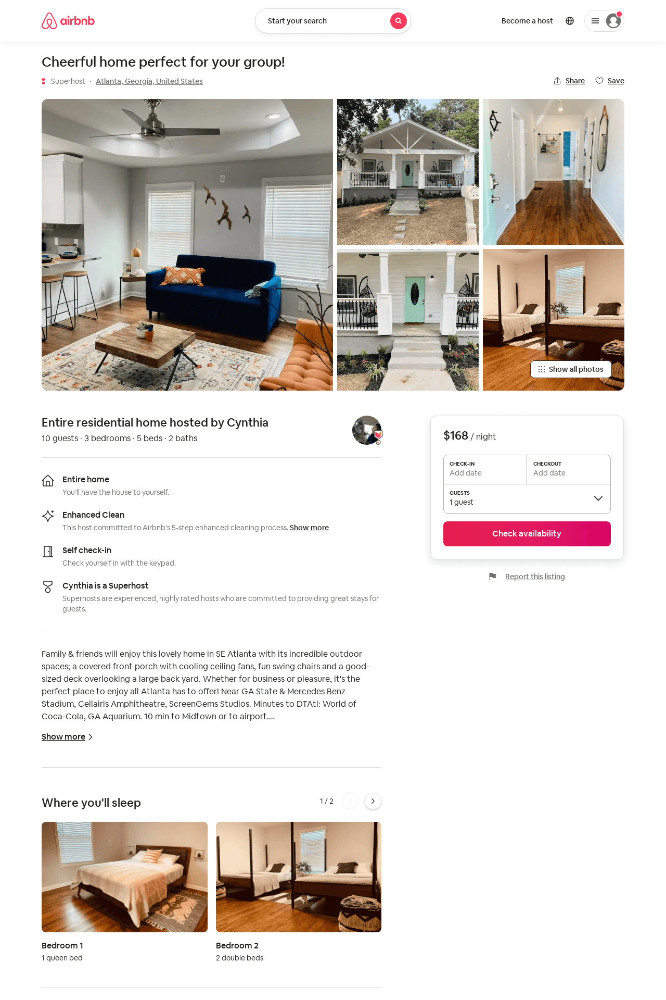 airbnb
Start your search
Become a host
Cheerful home perfect for your group!
Superhost · Atlanta, Georgia, United States
Share
Save
Show all photos
Entire residential home hosted by Cynthia
10 guests · 3 bedrooms · 5 beds · 2 baths
Entire home
You’ll have the house to yourself.
Enhanced Clean
This host committed to Airbnb's 5-step enhanced cleaning process. Show more
Self check-in
Check yourself in with the keypad.
Cynthia is a Superhost
Superhosts are experienced, highly rated hosts who are committed to providing great stays for
guests.
$168 / night
CHECK-IN
Add date
CHECKOUT
Add date
GUESTS
1 guest
Check availability
Report this listing
Family & friends will enjoy this lovely home in SE Atlanta with its incredible outdoor
spaces; a covered front porch with cooling ceiling fans, fun swing chairs and a good-
sized deck overlooking a large back yard. Whether for business or pleasure, it's the
perfect place to enjoy all Atlanta has to offer! Near GA State & Mercedes Benz
Stadium, Cellairis Amphitheatre, ScreenGems Studios. Minutes to DTAtl: World of
Coca-Cola, GA Aquarium. 10 min to Midtown or to airport....
Show more
Where you'll sleep
1 / 2
Bedroom 1
1 queen bed
Bedroom 2
2 double beds